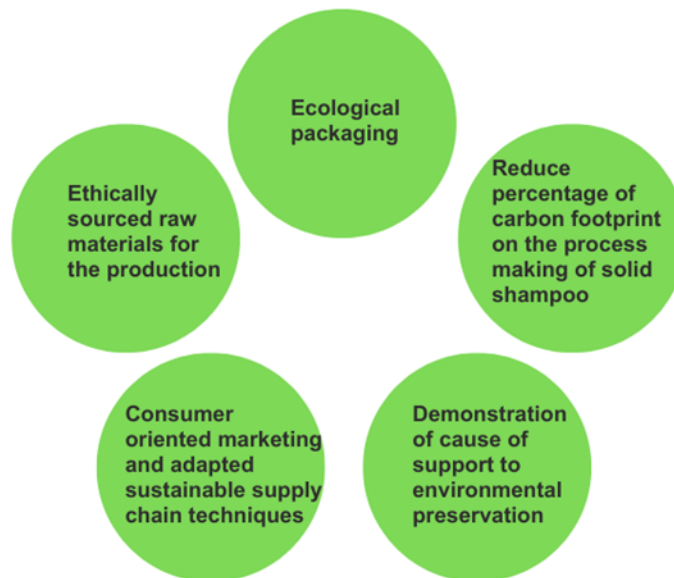 Ecological
packaging
Reduce
percentage of
carbon footprint
on the process
making of solid
shampoo
Ethically
sourced raw
materials for
the production
Consumer
oriented marketing
and adapted
sustainable supply
chain techniques
Demonstration
of cause of
support to
environmental
preservation